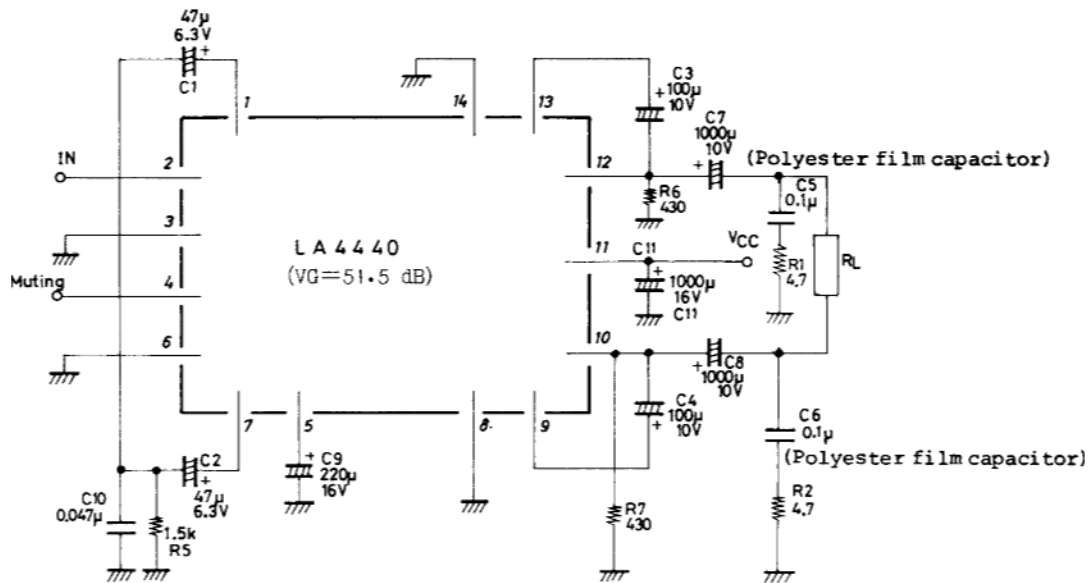 47μ
6.3V
+
C1
1
14
13
C3
+
100μ
10V
C7
1000μ
10V
+
(Polyester film capacitor)
IN
2
12
R6
430
C5
0.1μ
3
LA4440
(VG=51.5 dB)
11
C11
VCC
+
1000μ
16V
C11
R1
4.7
RL
Muting
4
6
10
C8
+
1000μ
10V
C4
100μ
10V
+
7
5
8
9
C6
0.1μ
(Polyester film capacitor)
C2
+
47μ
6.3V
+
C9
220μ
16V
C10
0.047μ
1.5k
R5
R7
430
R2
4.7